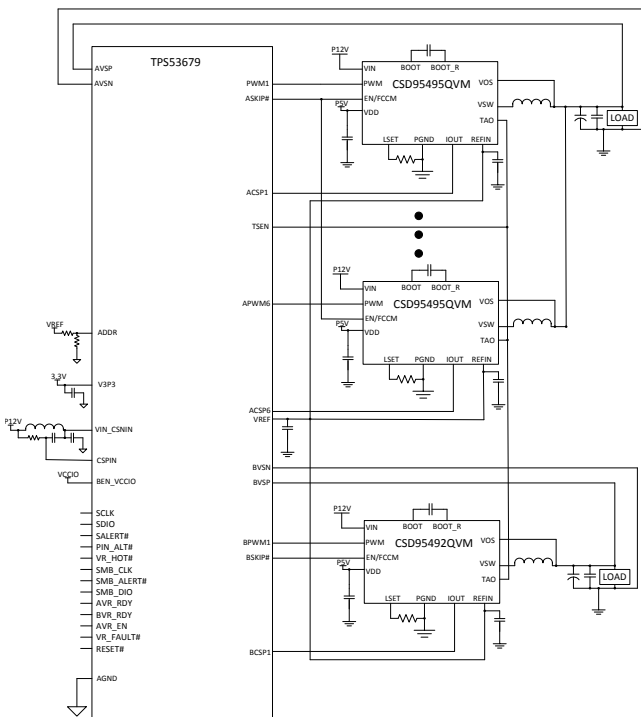 TPS53679
AVSP
AVSN
PWM1
ASKIP#
ACSP1
TSEN
APWM6
ACSP6
VREF
BVSN
BVSP
BPWM1
BSKIP#
BCSP1
VREF
ADDR
3.3V
V3P3
P12V
VIN_CSNIN
CSPIN
VCCIO
BEN_VCCIO
SCLK
SDIO
SALERT#
PIN_ALT#
VR_HOT#
SMB_CLK
SMB_ALERT#
SMB_DIO
AVR_RDY
BVR_RDY
AVR_EN
VR_FAULT#
RESET#
AGND
P12V
BOOT BOOT_R
VIN
CSD95495QVM
VOS
PWM
EN/FCCM
VSW
P5V
VDD
TAO
LSET PGND IOUT REFIN
LOAD
P12V
BOOT BOOT_R
VIN
CSD95495QVM
VOS
PWM
EN/FCCM
VSW
P5V
VDD
TAO
LSET PGND IOUT REFIN
P12V
BOOT BOOT_R
VIN
CSD95492QVM
VOS
PWM
EN/FCCM
VSW
P5V
VDD
TAO
LSET PGND IOUT REFIN
LOAD